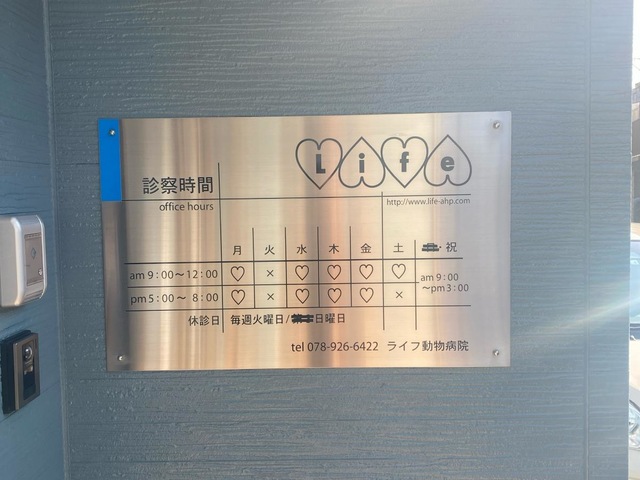 Life
診察時間
office hours
http://www.life-ahp.com
月 火 水 木 金 土 ・祝
am 9:00〜12:00 ♡ × ♡ ♡ ♡ ♡
pm 5:00〜 8:00 ♡ × ♡ ♡ ♡ ×
am 9:00
〜pm 3:00
休診日 毎週火曜日/日曜日
tel 078-926-6422 ライフ動物病院